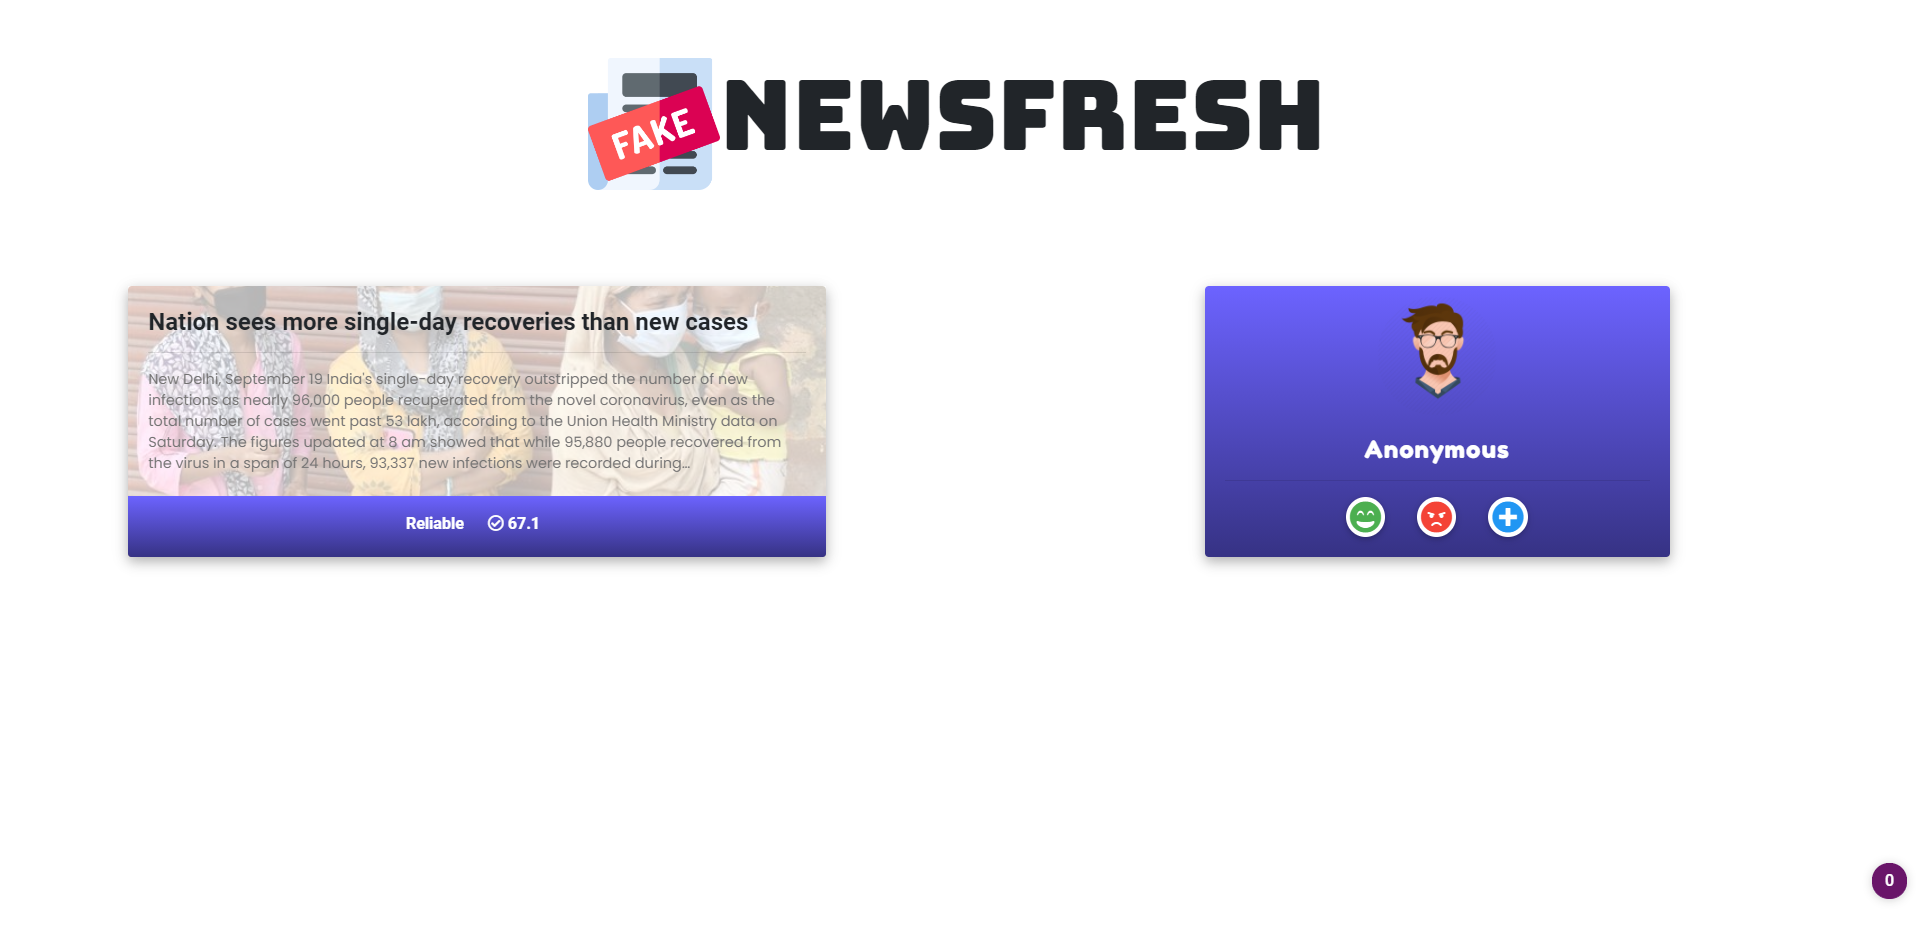 FAKE
NEWSFRESH
Nation sees more single-day recoveries than new cases
New Delhi, September 19 India's single-day recovery outstripped the number of new
infections as nearly 96,000 people recuperated from the novel coronavirus, even as the
total number of cases went past 53 lakh, according to the Union Health Ministry data on
Saturday. The figures updated at 8 am showed that while 95,880 people recovered from
the virus in a span of 24 hours, 93,337 new infections were recorded during...
Reliable 67.1
Anonymous
0